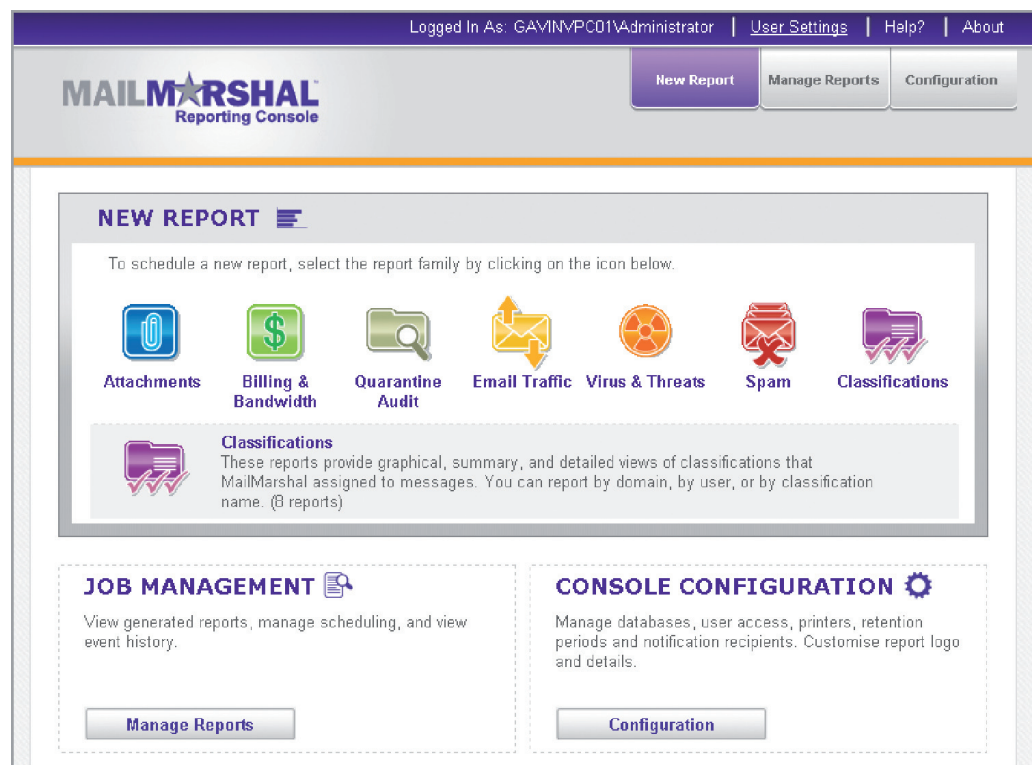 Logged In As: GAVINVPC01\Administrator | User Settings | Help? | About
MAILMARSHAL™
Reporting Console
New Report
Manage Reports
Configuration
NEW REPORT
To schedule a new report, select the report family by clicking on the icon below.
Attachments
Billing &
Bandwidth
Quarantine
Audit
Email Traffic
Virus & Threats
Spam
Classifications
Classifications
These reports provide graphical, summary, and detailed views of classifications that
MailMarshal assigned to messages. You can report by domain, by user, or by classification
name. (8 reports)
JOB MANAGEMENT
View generated reports, manage scheduling, and view
event history.
Manage Reports
CONSOLE CONFIGURATION
Manage databases, user access, printers, retention
periods and notification recipients. Customise report logo
and details.
Configuration